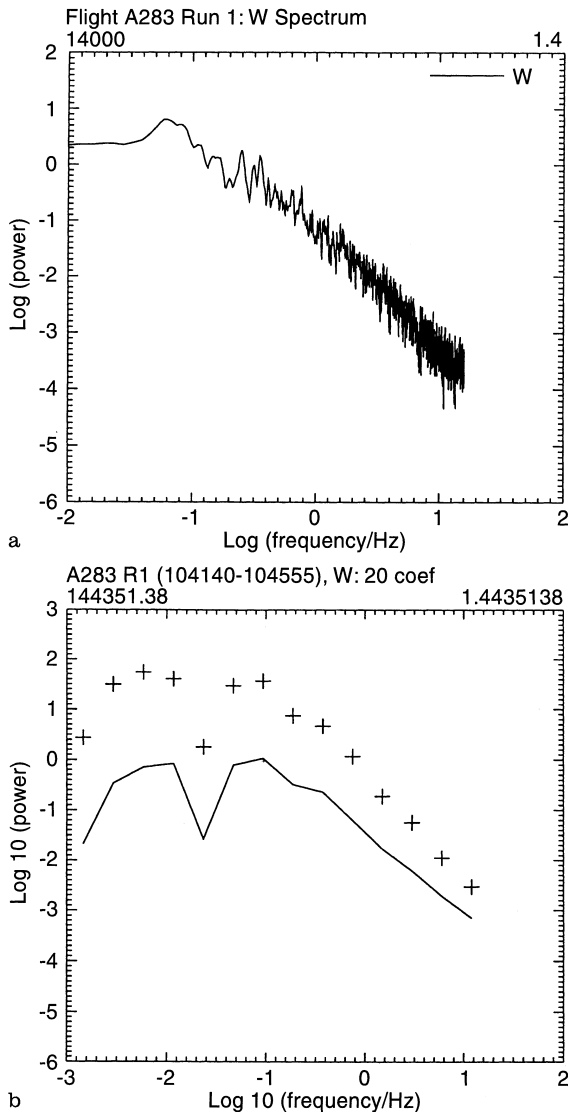 Flight A283 Run 1: W Spectrum
14000 1.4
2
W
1
0
-1
-2
-3
-4
-5
-6
Log (power)
-2 -1 0 1 2
Log (frequency/Hz)
a
A283 R1 (104140-104555), W: 20 coef
144351.38 1.4435138
3
2
1
0
-1
-2
-3
-4
-5
-6
Log 10 (power)
-3 -2 -1 0 1 2
Log 10 (frequency/Hz)
b